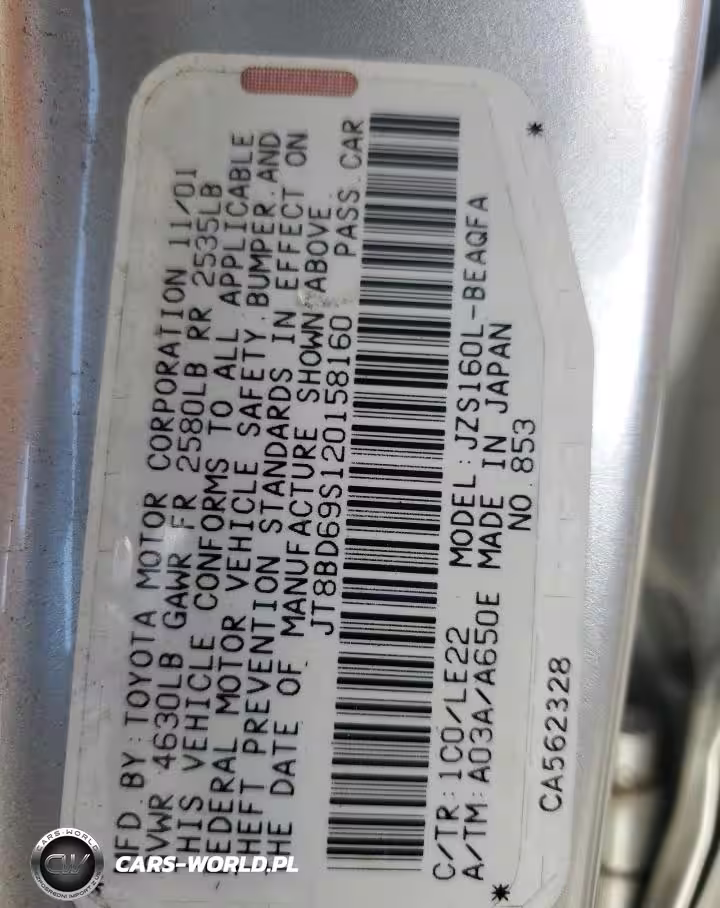 MFD. BY: TOYOTA MOTOR CORPORATION 11/01
GVWR 4630LB GAWR FR 2580LB RR 2535LB
THIS VEHICLE CONFORMS TO ALL APPLICABLE
FEDERAL MOTOR VEHICLE SAFETY, BUMPER, AND
THEFT PREVENTION STANDARDS IN EFFECT ON
THE DATE OF MANUFACTURE SHOWN ABOVE.
JT8BD69S120158160 PASS. CAR
C/TR: 1C0/LE22 MODEL: JZS160L-BEAQFA
A/TM: A03A/A650E MADE IN JAPAN
NO. 853
CA562328
CARS-WORLD
CW
CARS-WORLD.PL